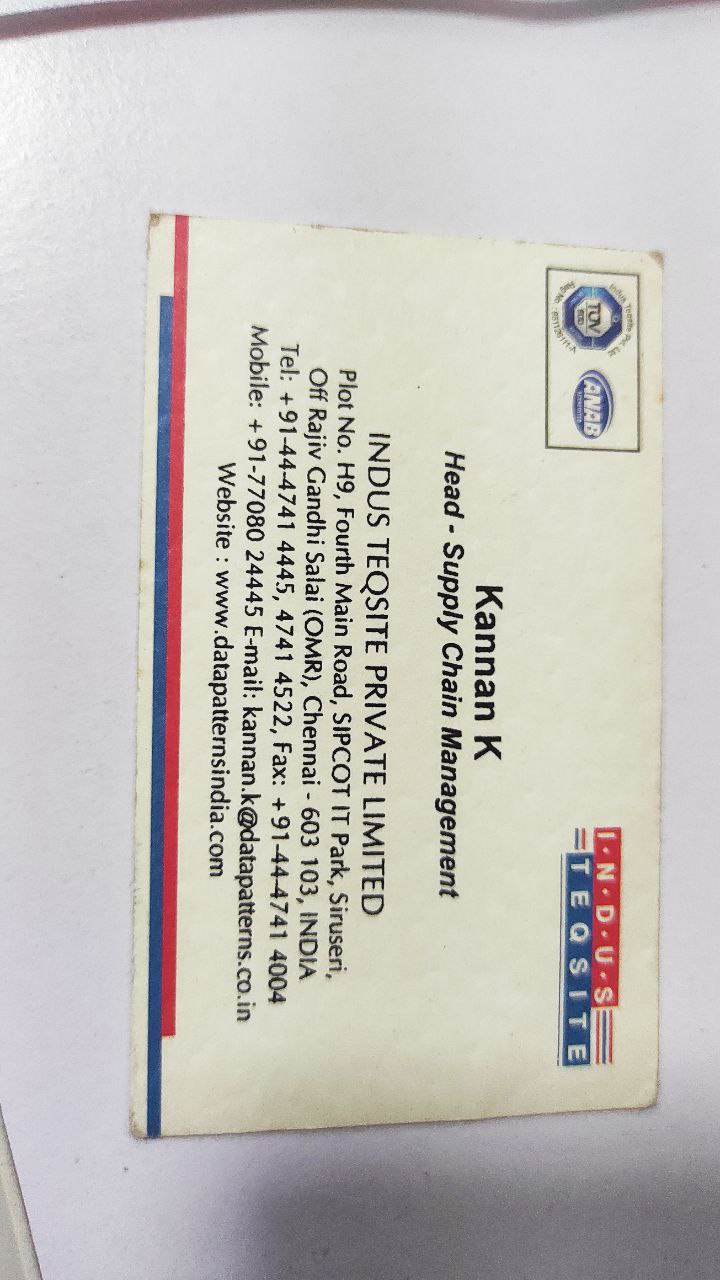 Indus Teqsite Pvt. Ltd.
TÜV
SÜD
ANAB
I·N·D·U·S
TEQSITE
Kannan K
Head - Supply Chain Management
INDUS TEQSITE PRIVATE LIMITED
Plot No. H9, Fourth Main Road, SIPCOT IT Park, Siruseri,
Off Rajiv Gandhi Salai (OMR), Chennai - 603 103, INDIA
Tel: +91-44-4741 4445, 4741 4522, Fax: +91-44-4741 4004
Mobile: +91-77080 24445 E-mail: kannan.k@datapatterns.co.in
Website : www.datapatternsindia.com